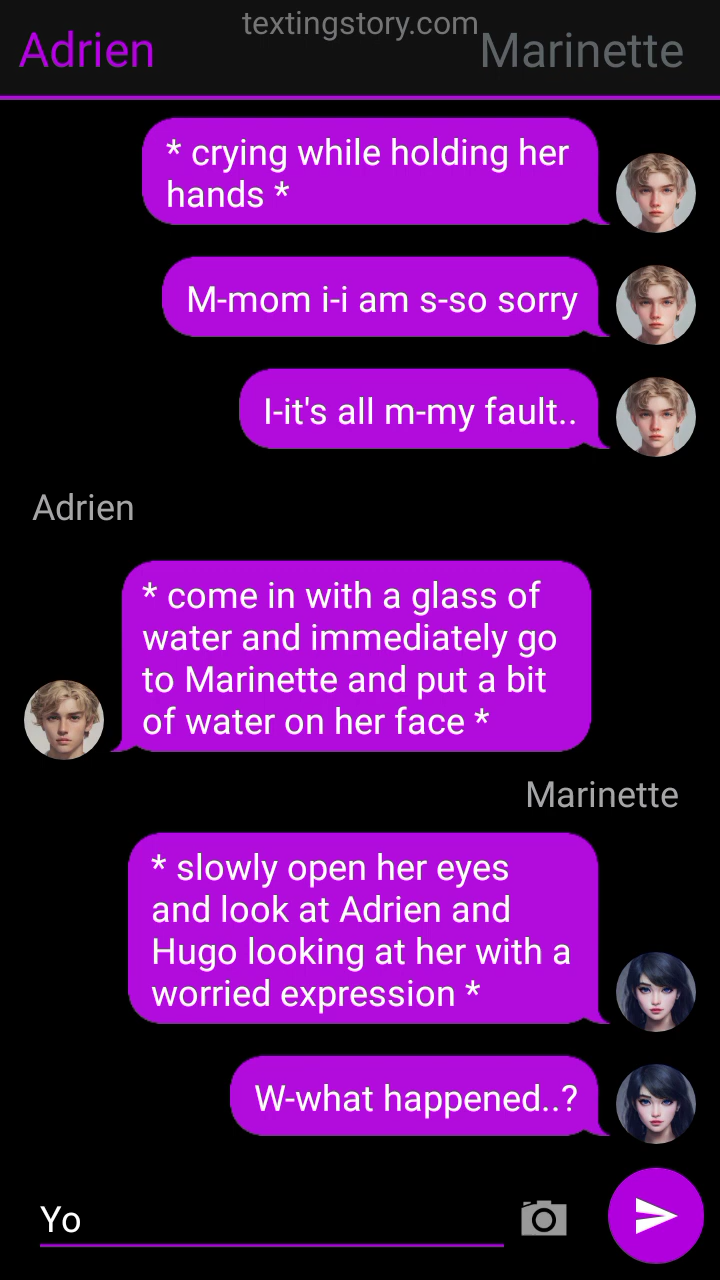 textingstory.com
Adrien
Marinette
* crying while holding her
hands *
M-mom i-i am s-so sorry
I-it's all m-my fault..
Adrien
* come in with a glass of
water and immediately go
to Marinette and put a bit
of water on her face *
Marinette
* slowly open her eyes
and look at Adrien and
Hugo looking at her with a
worried expression *
W-what happened..?
Yo